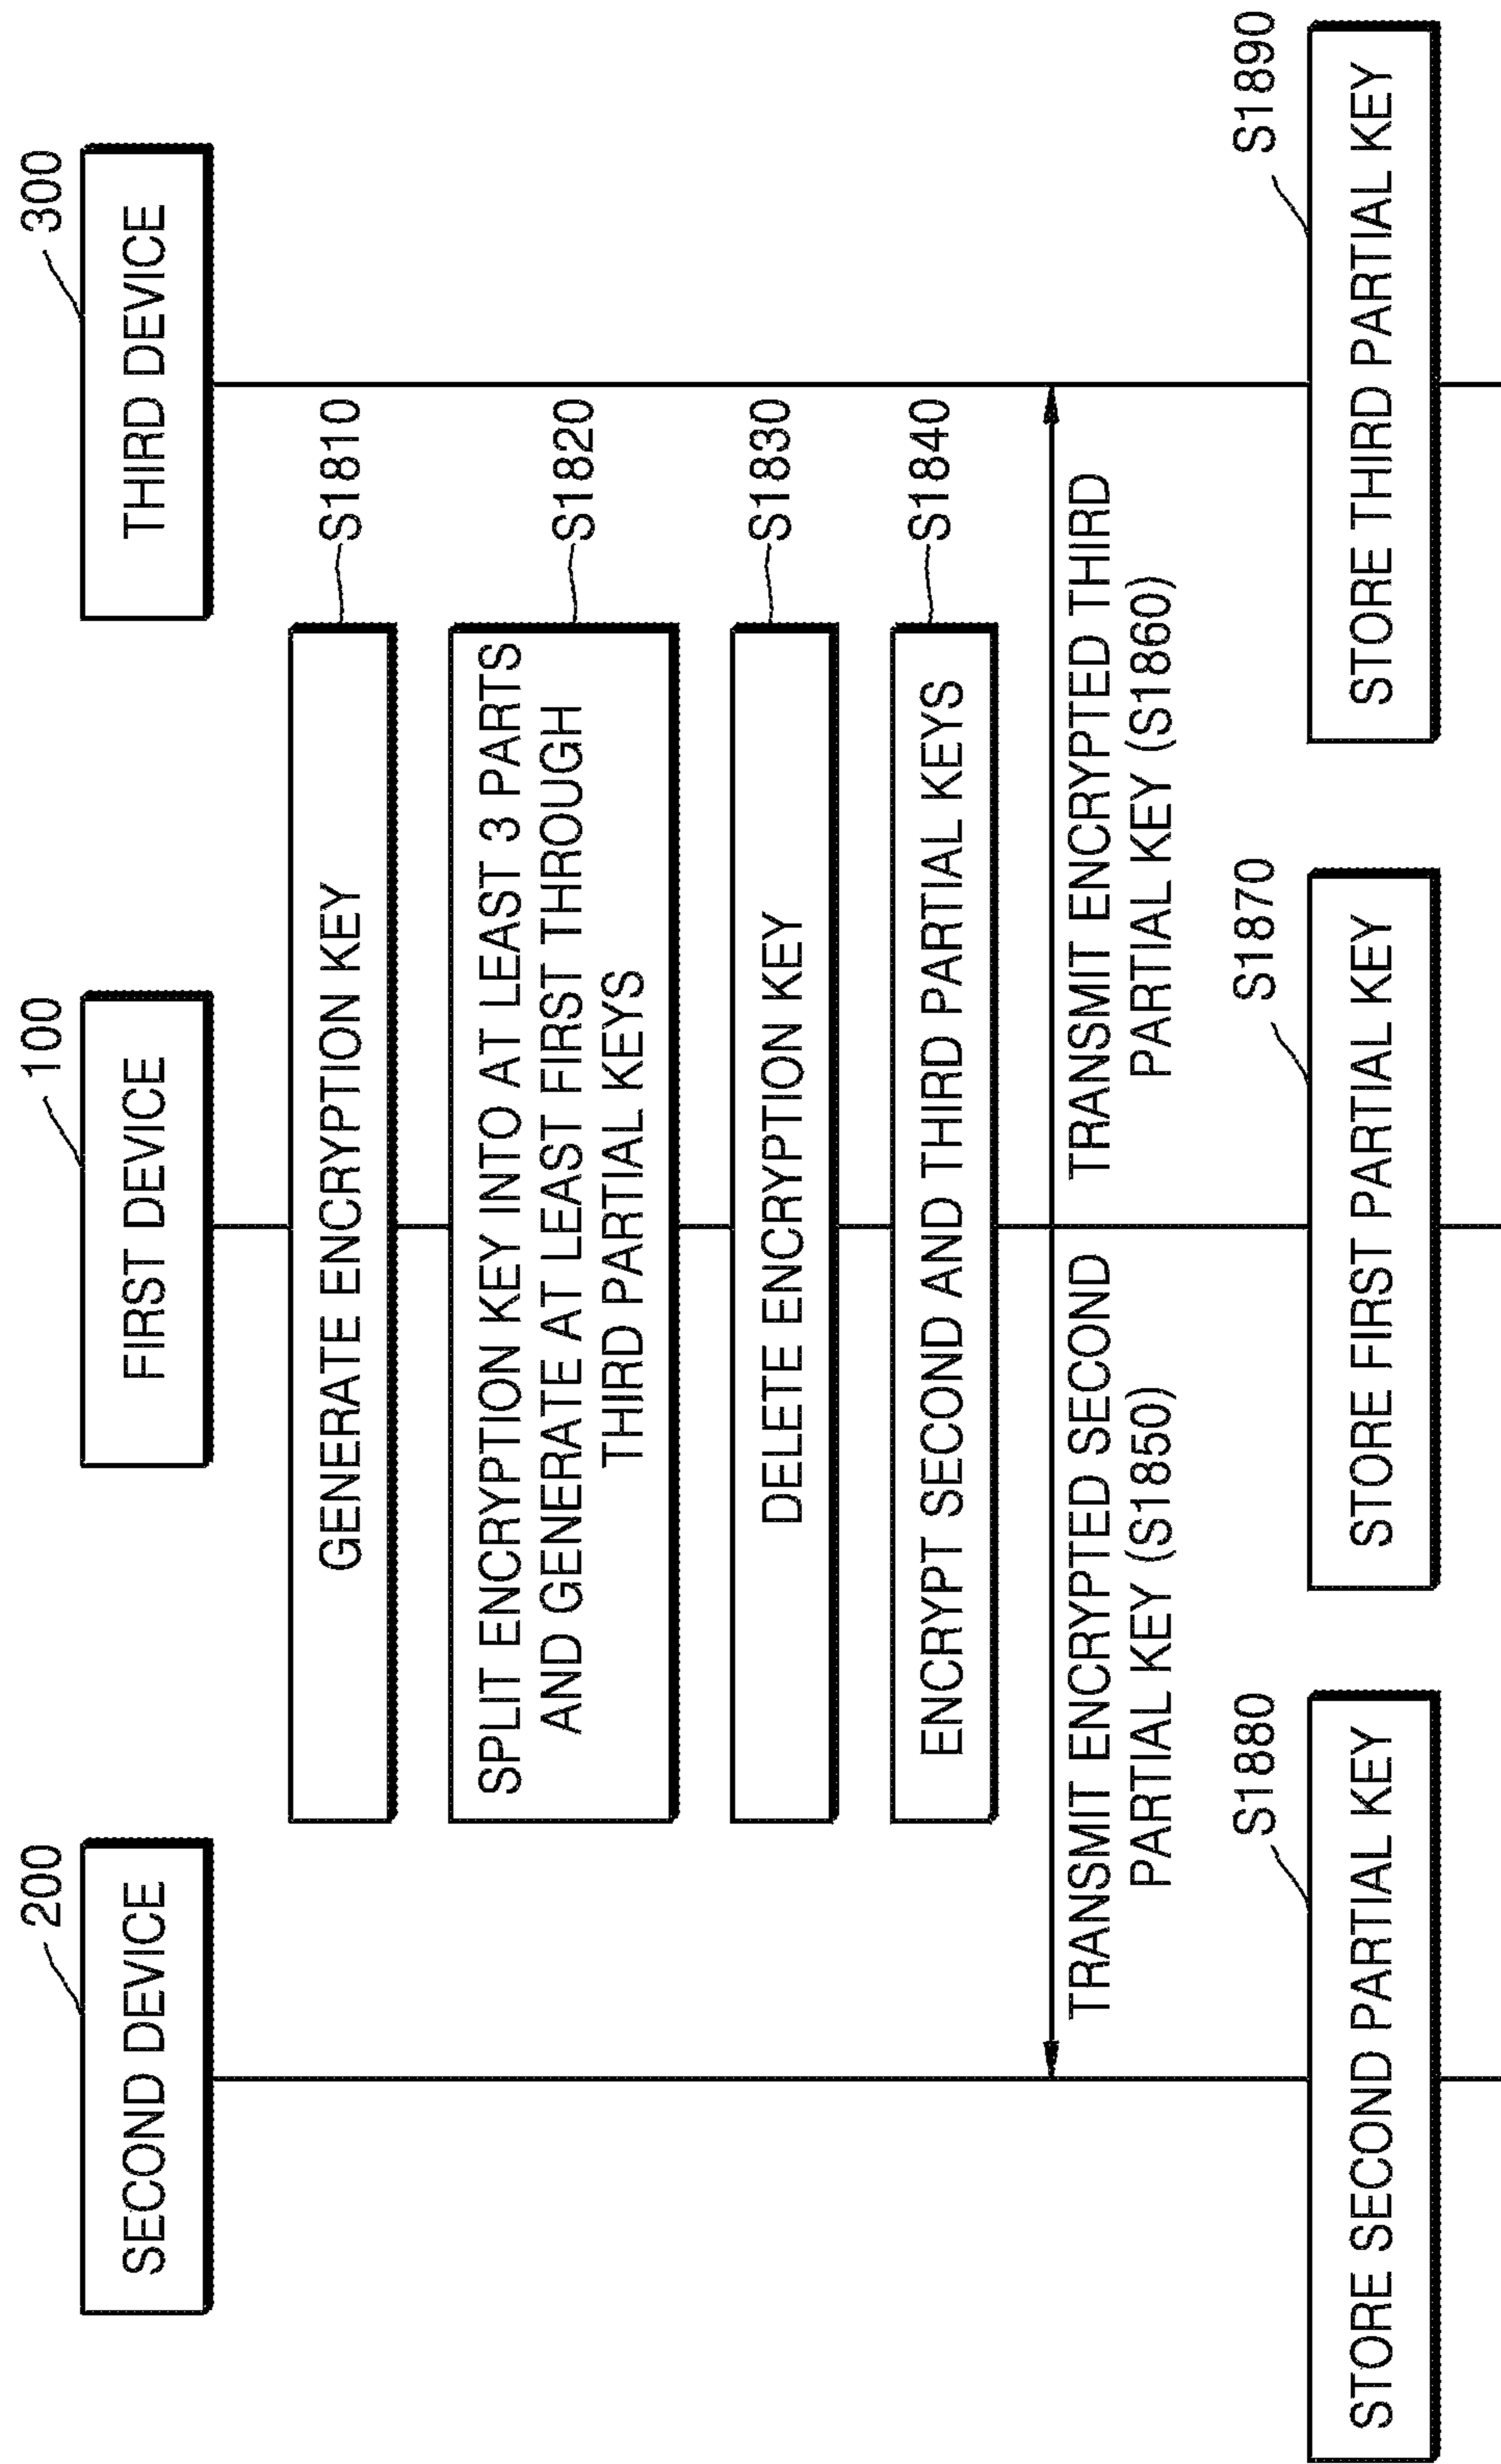 200
100
300
SECOND DEVICE
FIRST DEVICE
THIRD DEVICE
GENERATE ENCRYPTION KEY
S1810
SPLIT ENCRYPTION KEY INTO AT LEAST 3 PARTS
AND GENERATE AT LEAST FIRST THROUGH
THIRD PARTIAL KEYS
S1820
DELETE ENCRYPTION KEY
S1830
ENCRYPT SECOND AND THIRD PARTIAL KEYS
S1840
TRANSMIT ENCRYPTED SECOND
PARTIAL KEY (S1850)
TRANSMIT ENCRYPTED THIRD
PARTIAL KEY (S1860)
S1880
S1870
S1890
STORE SECOND PARTIAL KEY
STORE FIRST PARTIAL KEY
STORE THIRD PARTIAL KEY